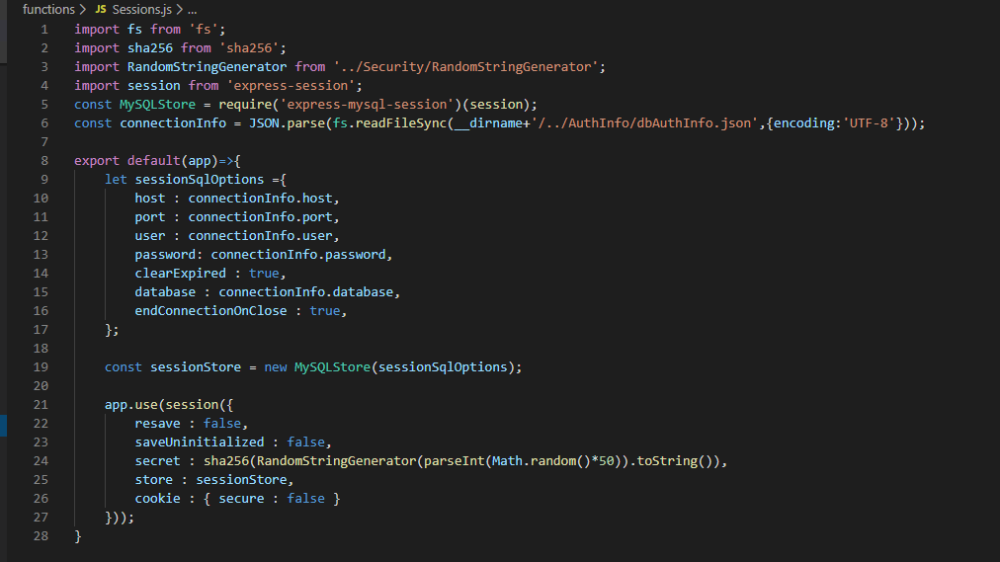 functions > JS Sessions.js > ...
1 import fs from 'fs';
2 import sha256 from 'sha256';
3 import RandomStringGenerator from '../Security/RandomStringGenerator';
4 import session from 'express-session';
5 const MySQLStore = require('express-mysql-session')(session);
6 const connectionInfo = JSON.parse(fs.readFileSync(__dirname+'/../AuthInfo/dbAuthInfo.json',{encoding:'UTF-8'}));
7
8 export default(app)=>{
9     let sessionSqlOptions ={
10         host : connectionInfo.host,
11         port : connectionInfo.port,
12         user : connectionInfo.user,
13         password: connectionInfo.password,
14         clearExpired : true,
15         database : connectionInfo.database,
16         endConnectionOnClose : true,
17     };
18
19     const sessionStore = new MySQLStore(sessionSqlOptions);
20
21     app.use(session({
22         resave : false,
23         saveUninitialized : false,
24         secret : sha256(RandomStringGenerator(parseInt(Math.random()*50)).toString()),
25         store : sessionStore,
26         cookie : { secure : false }
27     }));
28 }